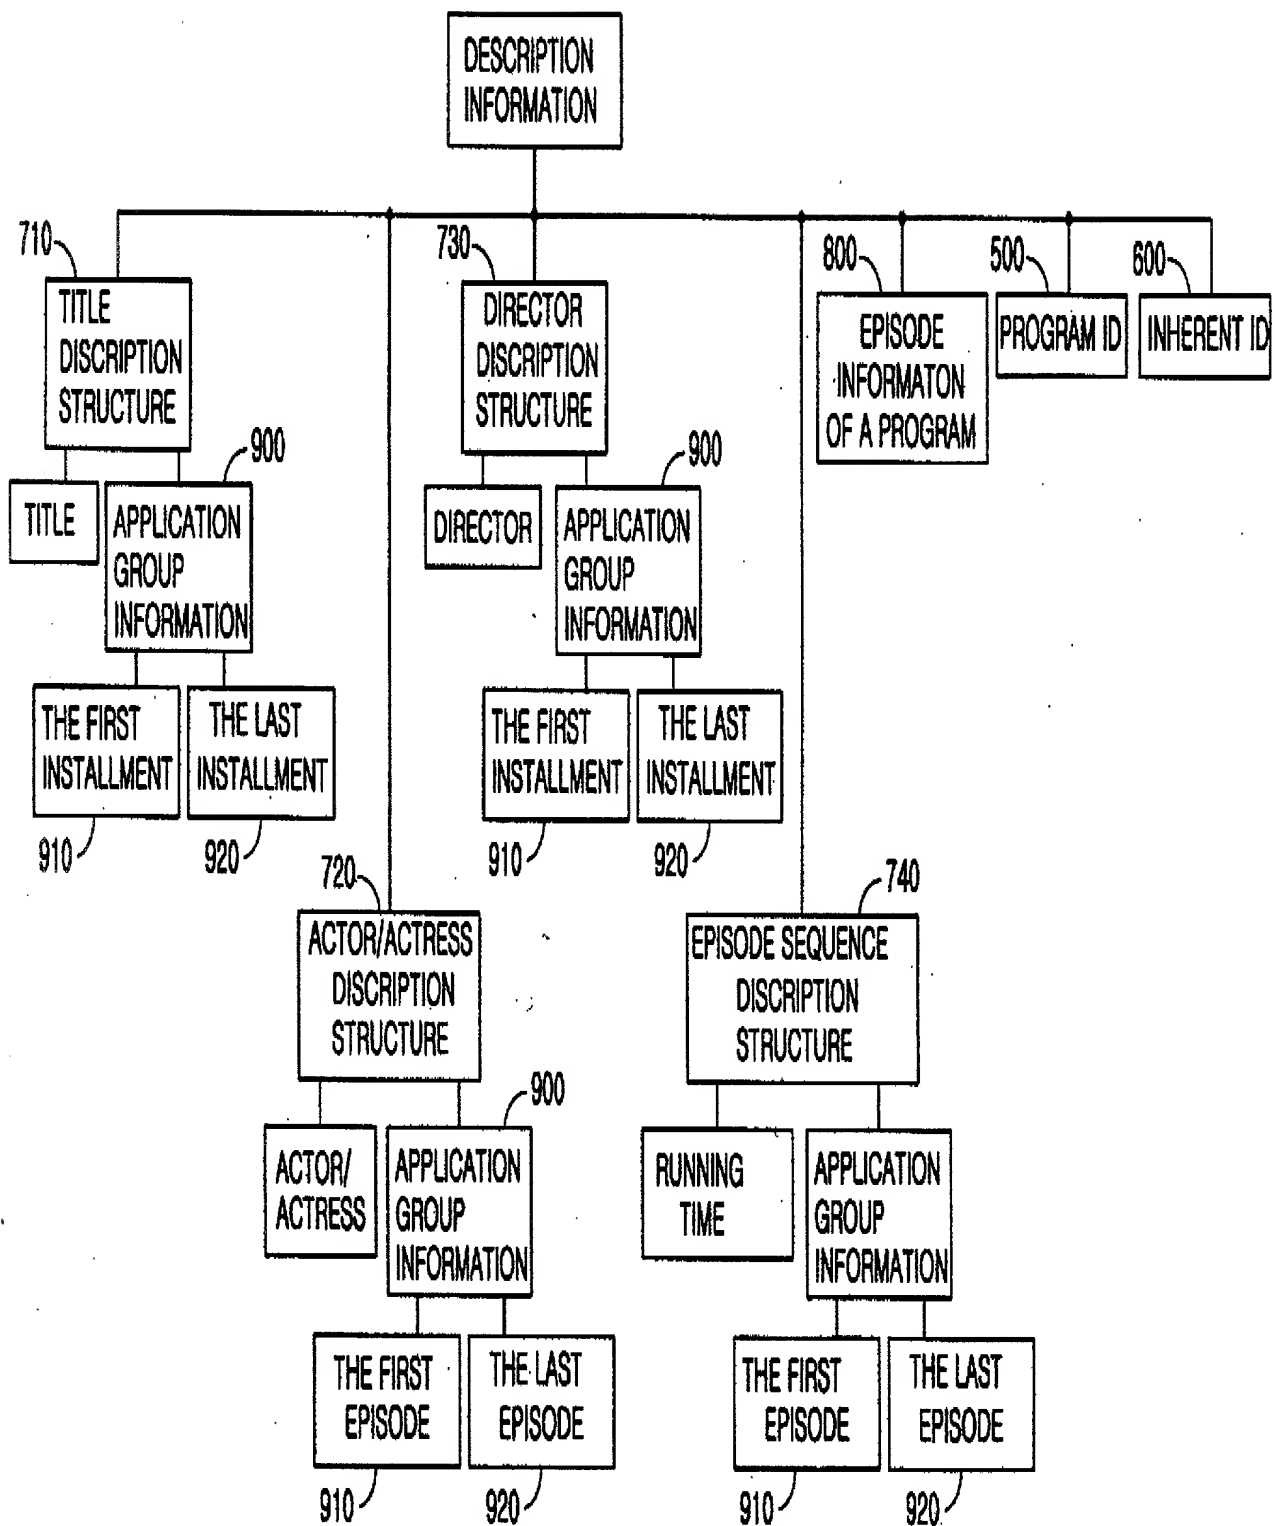 DESCRIPTION
INFORMATION
710
TITLE
DISCRIPTION
STRUCTURE
900
TITLE
APPLICATION
GROUP
INFORMATION
THE FIRST
INSTALLMENT
910
THE LAST
INSTALLMENT
920
730
DIRECTOR
DISCRIPTION
STRUCTURE
900
DIRECTOR
APPLICATION
GROUP
INFORMATION
THE FIRST
INSTALLMENT
910
THE LAST
INSTALLMENT
920
800
EPISODE
INFORMATON
OF A PROGRAM
500
PROGRAM ID
600
INHERENT ID
720
ACTOR/ACTRESS
DISCRIPTION
STRUCTURE
900
ACTOR/
ACTRESS
APPLICATION
GROUP
INFORMATION
THE FIRST
EPISODE
910
THE LAST
EPISODE
920
740
EPISODE SEQUENCE
DISCRIPTION
STRUCTURE
RUNNING
TIME
APPLICATION
GROUP
INFORMATION
THE FIRST
EPISODE
910
THE LAST
EPISODE
920